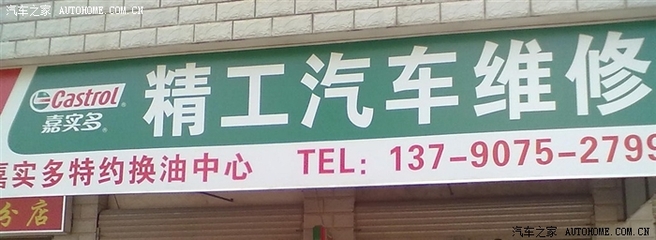 汽车之家 AUTOHOME.COM.CN
Castrol
嘉实多
精工汽车维修
嘉实多特约换油中心 TEL: 137-9075-2799
分店
汽车之家 AUTOHOME.COM.CN